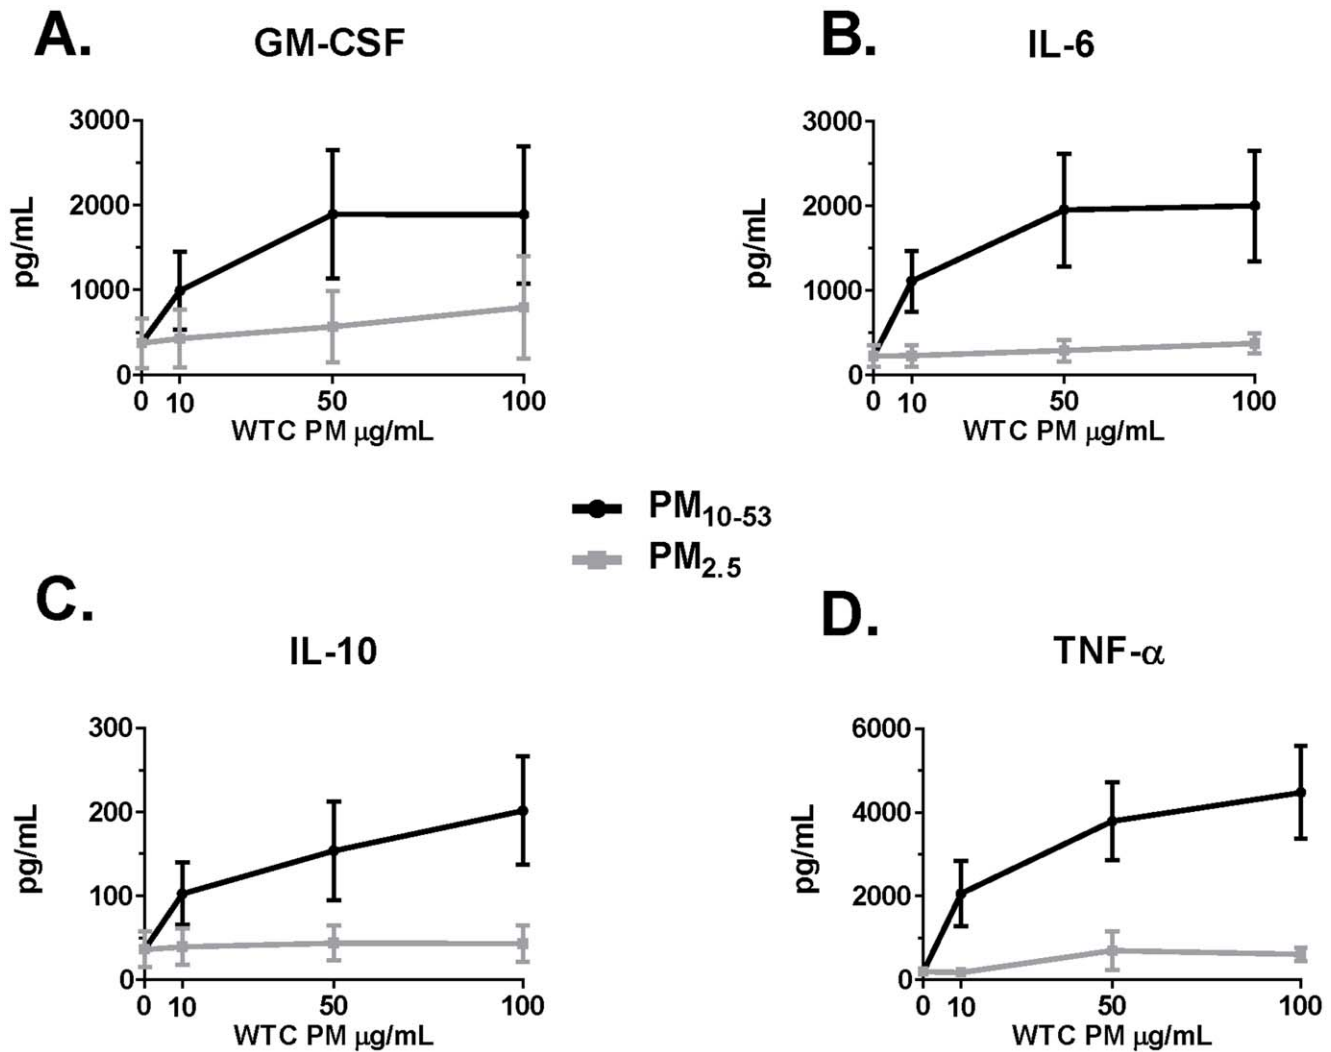 A.
GM-CSF
3000
2000
1000
0
pg/mL
0 10 50 100
WTC PM μg/mL
B.
IL-6
3000
2000
1000
0
pg/mL
0 10 50 100
WTC PM μg/mL
PM10-53
PM2.5
C.
IL-10
300
200
100
0
pg/mL
0 10 50 100
WTC PM μg/mL
D.
TNF-α
6000
4000
2000
0
pg/mL
0 10 50 100
WTC PM μg/mL